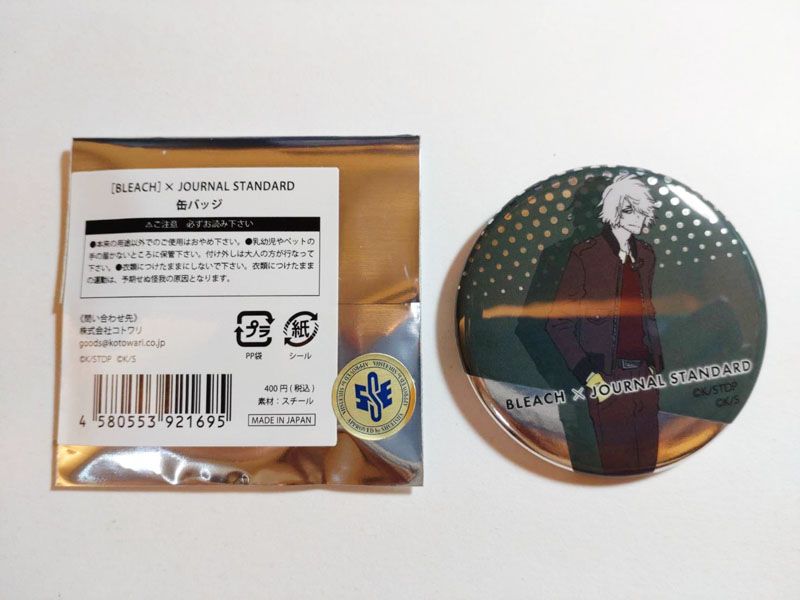 [BLEACH] × JOURNAL STANDARD
缶バッジ
⚠ご注意 必ずお読み下さい
●本来の用途以外でのご使用はおやめ下さい。●乳幼児やペットの
手の届かないところに保管下さい。付け外しは大人の方が行なって
下さい。●衣類につけたままにしないで下さい。衣類につけたまま
の運動は、予期せぬ怪我の原因となります。
《問い合わせ先》
株式会社コトワリ
goods@kotowari.co.jp
©K/STDP ©K/S
プラ
PP袋
紙
シール
4 580553 921695
400円(税込)
素材:スチール
MADE IN JAPAN
SSE
APPROVED by SHUEISHA
BLEACH × JOURNAL STANDARD
©K/STDP
©K/S